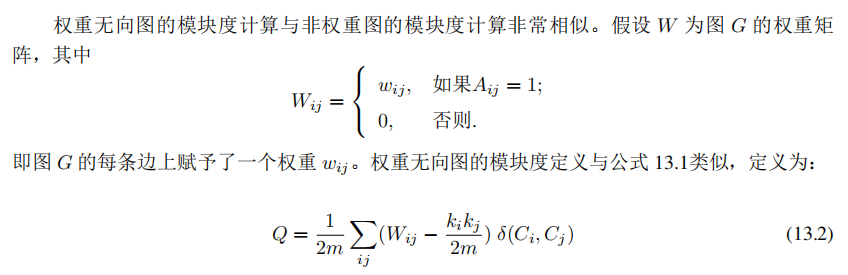 权重无向图的模块度计算与非权重图的模块度计算非常相似。假设 W 为图 G 的权重矩
阵，其中
W_{ij} = { w_{ij}, 如果A_{ij} = 1;
0, 否则.
即图 G 的每条边上赋予了一个权重 w_{ij}。权重无向图的模块度定义与公式 13.1类似，定义为：
Q = \frac{1}{2m} \sum_{ij} (W_{ij} − \frac{k_i k_j}{2m}) δ(C_i, C_j) (13.2)